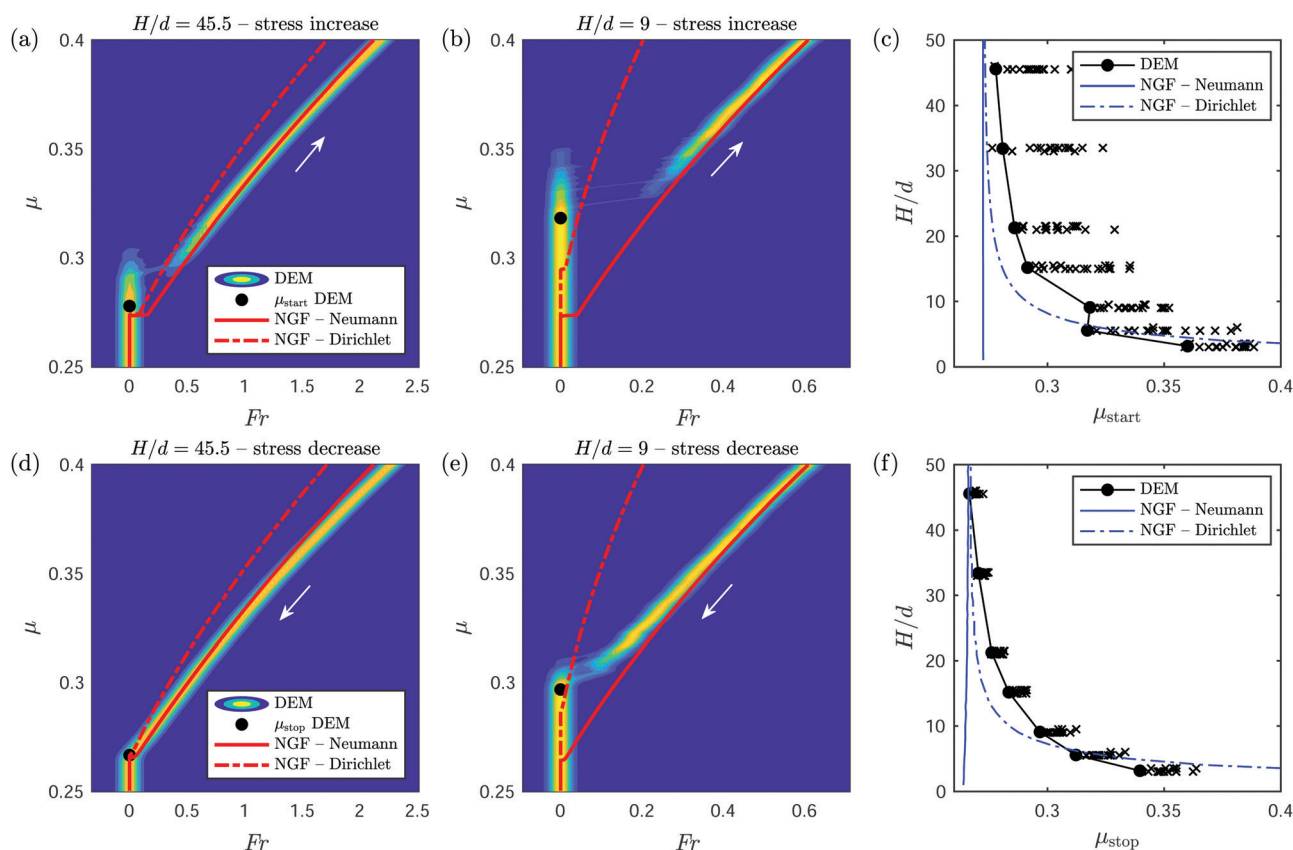 (a)
H/d = 45.5 – stress increase
μ
0.4
0.35
0.3
0.25
0
0.5
1
1.5
2
2.5
Fr
DEM
μstart DEM
NGF – Neumann
NGF – Dirichlet
(b)
H/d = 9 – stress increase
μ
0.4
0.35
0.3
0.25
0
0.2
0.4
0.6
Fr
(c)
H/d
50
40
30
20
10
0
0.3
0.35
0.4
μstart
DEM
NGF – Neumann
NGF – Dirichlet
(d)
H/d = 45.5 – stress decrease
μ
0.4
0.35
0.3
0.25
0
0.5
1
1.5
2
2.5
Fr
DEM
μstop DEM
NGF – Neumann
NGF – Dirichlet
(e)
H/d = 9 – stress decrease
μ
0.4
0.35
0.3
0.25
0
0.2
0.4
0.6
Fr
(f)
H/d
50
40
30
20
10
0
0.3
0.35
0.4
μstop
DEM
NGF – Neumann
NGF – Dirichlet